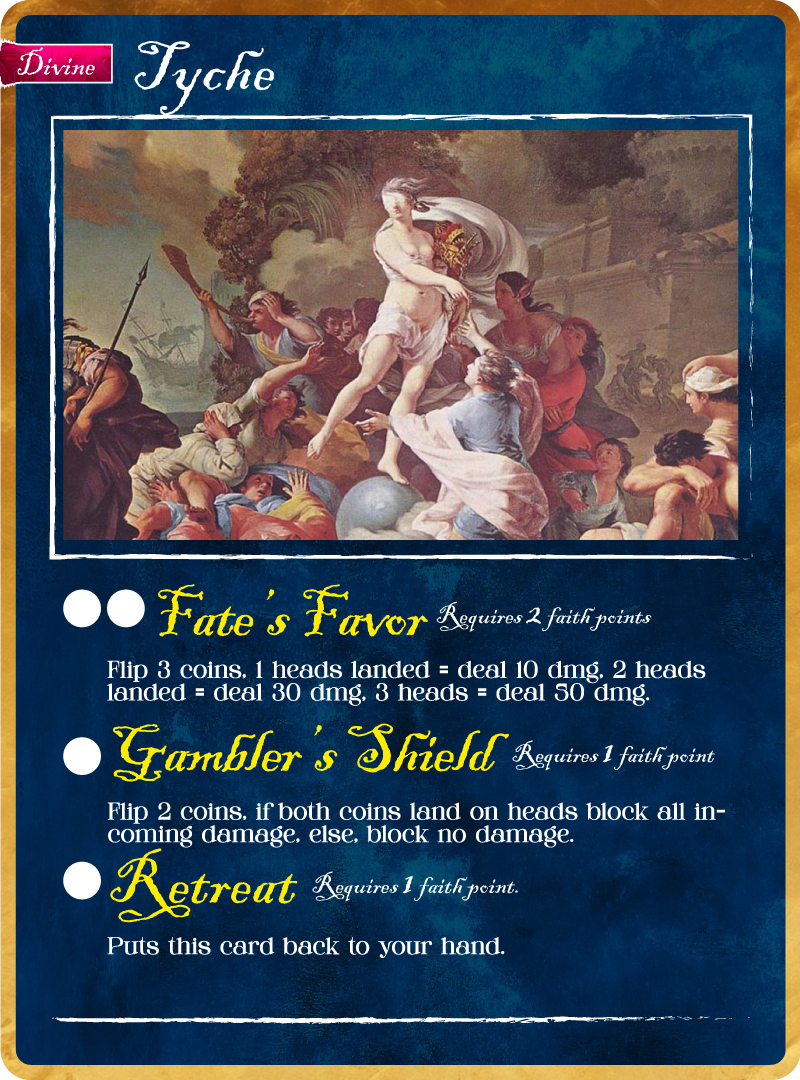 Divine
Tyche
Fate's Favor Requires 2 faith points
Flip 3 coins. 1 heads landed = deal 10 dmg. 2 heads
landed = deal 30 dmg. 3 heads = deal 50 dmg.
Gambler's Shield Requires 1 faith point
Flip 2 coins. if both coins land on heads block all in-
coming damage. else. block no damage.
Retreat Requires 1 faith point.
Puts this card back to your hand.